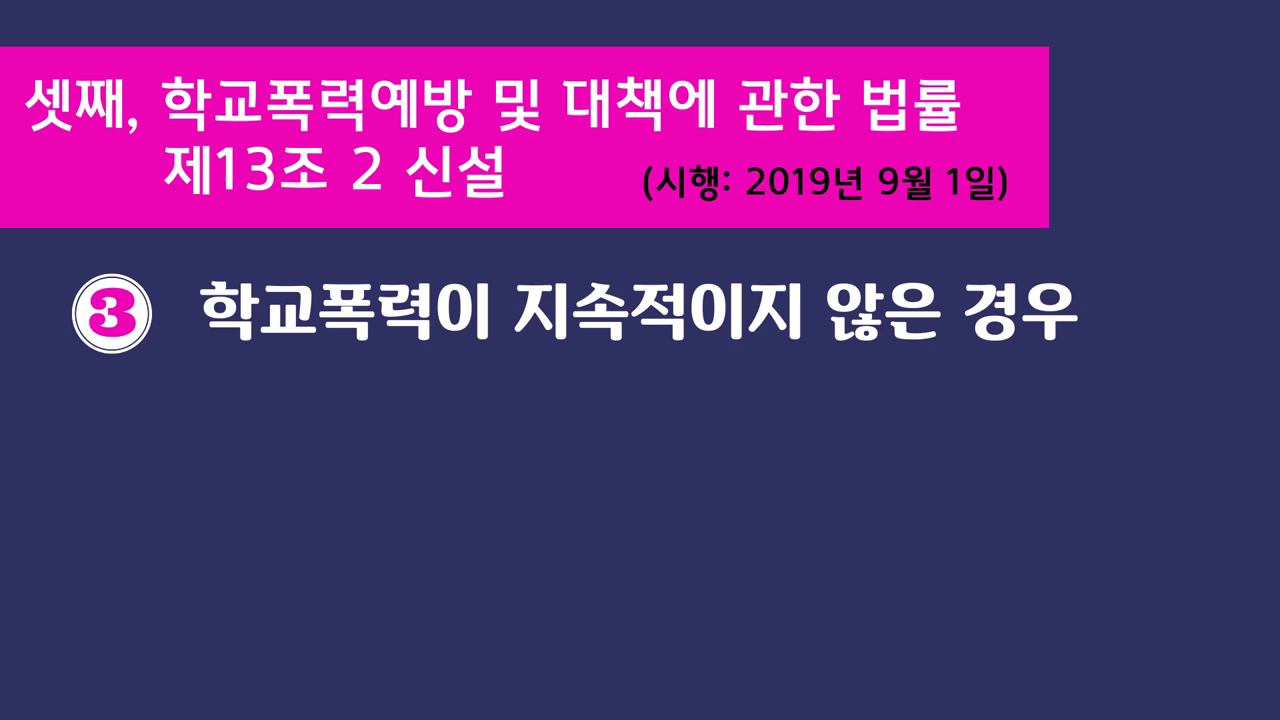 셋째, 학교폭력예방 및 대책에 관한 법률
제13조 2 신설
(시행: 2019년 9월 1일)
3 학교폭력이 지속적이지 않은 경우